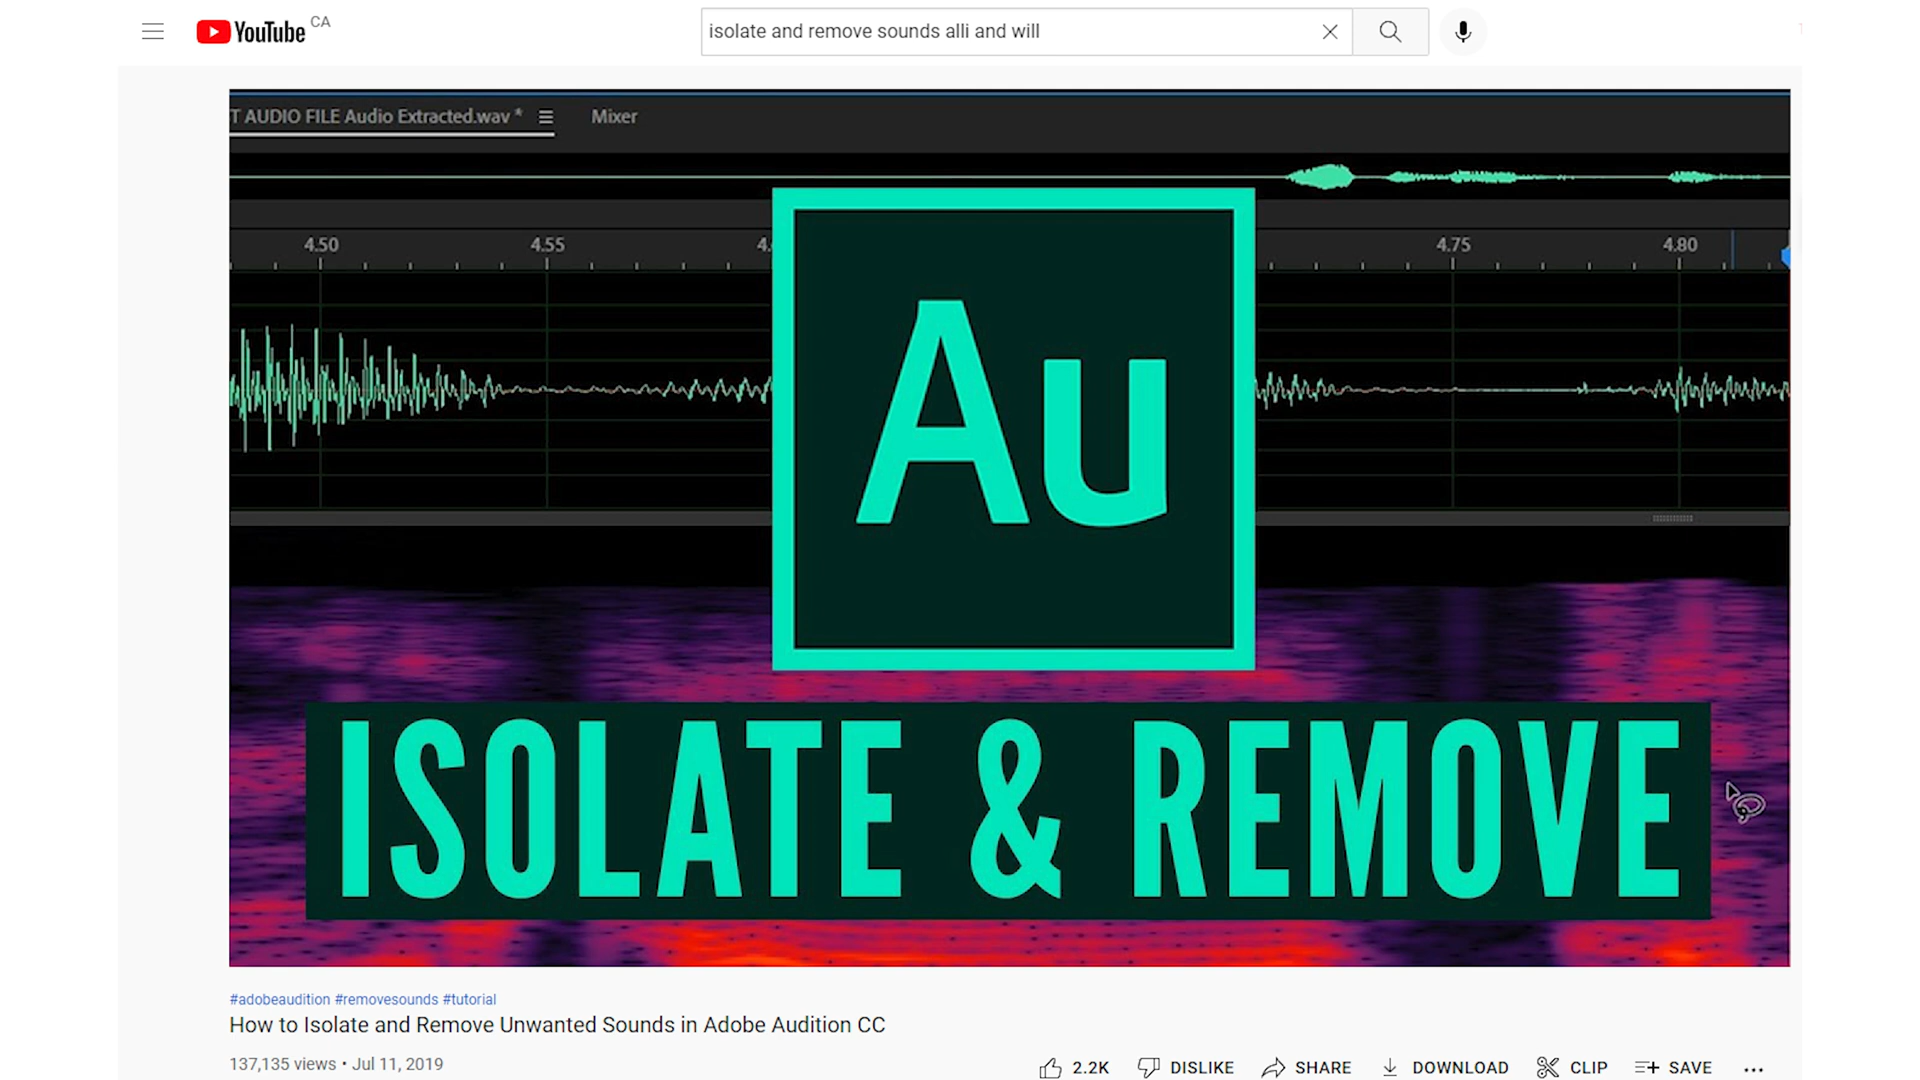 YouTube CA
isolate and remove sounds alli and will
T AUDIO FILE Audio Extracted.wav *
Mixer
4.50 4.55 4. 4.75 4.80
Au
ISOLATE & REMOVE
#adobeaudition #removesounds #tutorial
How to Isolate and Remove Unwanted Sounds in Adobe Audition CC
137,135 views • Jul 11, 2019
2.2K DISLIKE SHARE DOWNLOAD CLIP SAVE ...